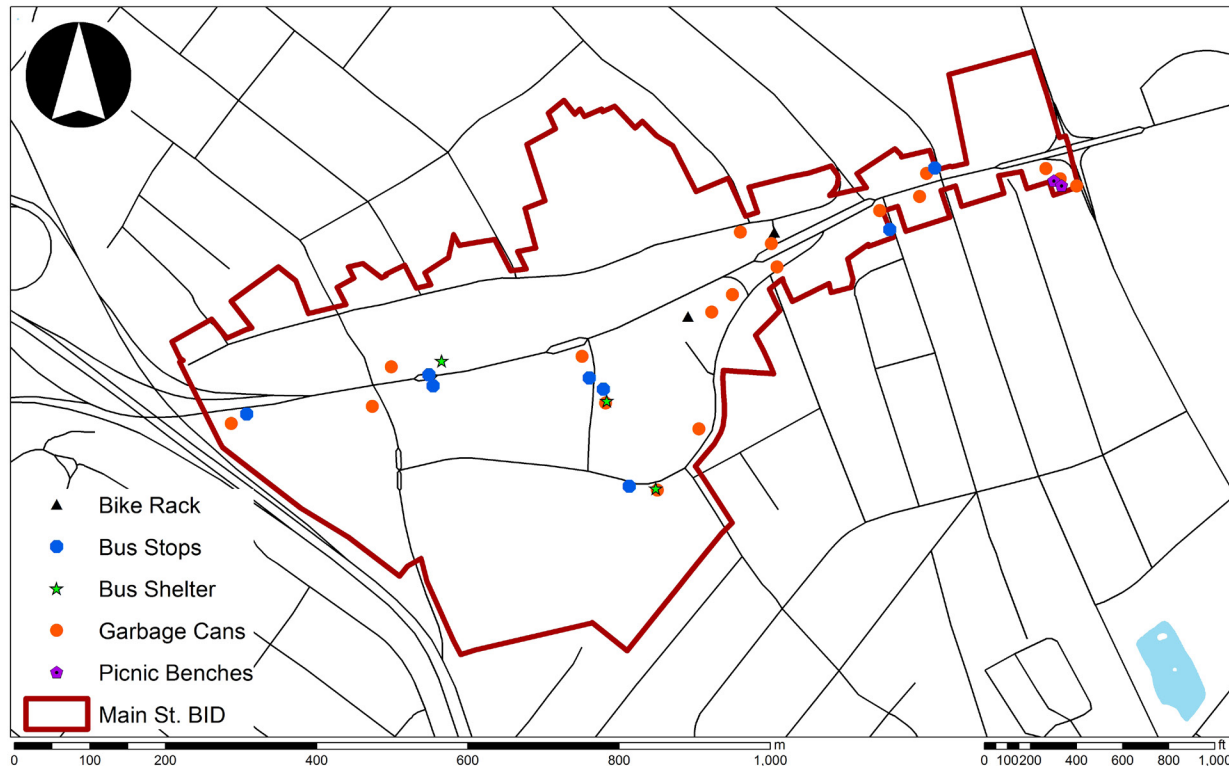 Bike Rack
Bus Stops
Bus Shelter
Garbage Cans
Picnic Benches
Main St. BID
0 100 200 400 600 800 1,000 m
0 100 200 400 600 800 1,000 ft